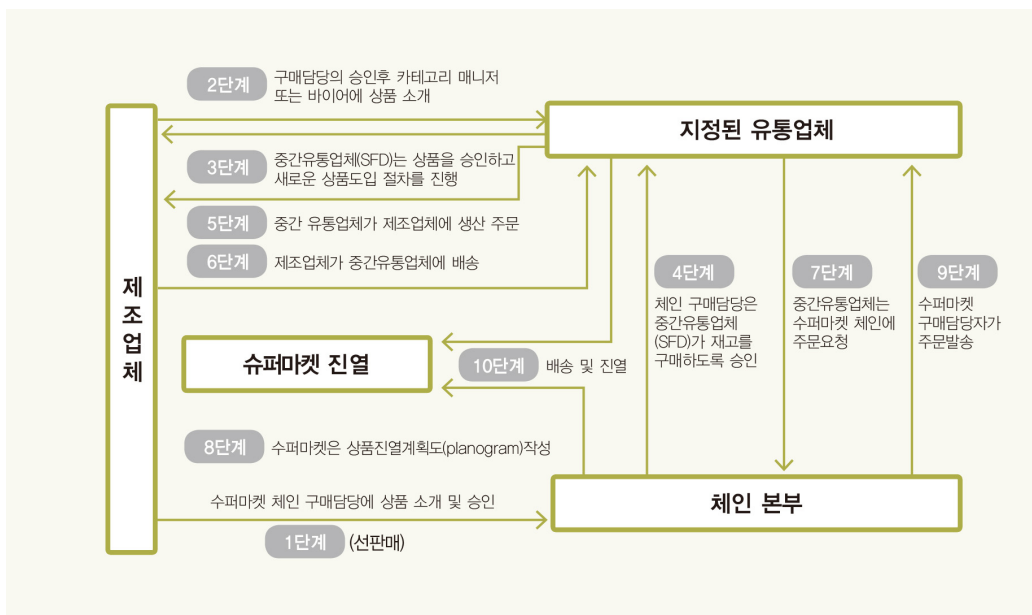 2단계 구매담당의 승인후 카테고리 매니저
또는 바이어에 상품 소개
지정된 유통업체
3단계 중간유통업체(SFD)는 상품을 승인하고
새로운 상품도입 절차를 진행
5단계 중간 유통업체가 제조업체에 생산 주문
6단계 제조업체가 중간유통업체에 배송
제조업체
4단계
체인 구매담당은
중간유통업체
(SFD)가 재고를
구매하도록 승인
7단계
중간유통업체는
수퍼마켓 체인에
주문요청
9단계
수퍼마켓
구매담당자가
주문발송
슈퍼마켓 진열
10단계 배송 및 진열
8단계 수퍼마켓은 상품진열계획도(planogram)작성
수퍼마켓 체인 구매담당에 상품 소개 및 승인
1단계 (선판매)
체인 본부